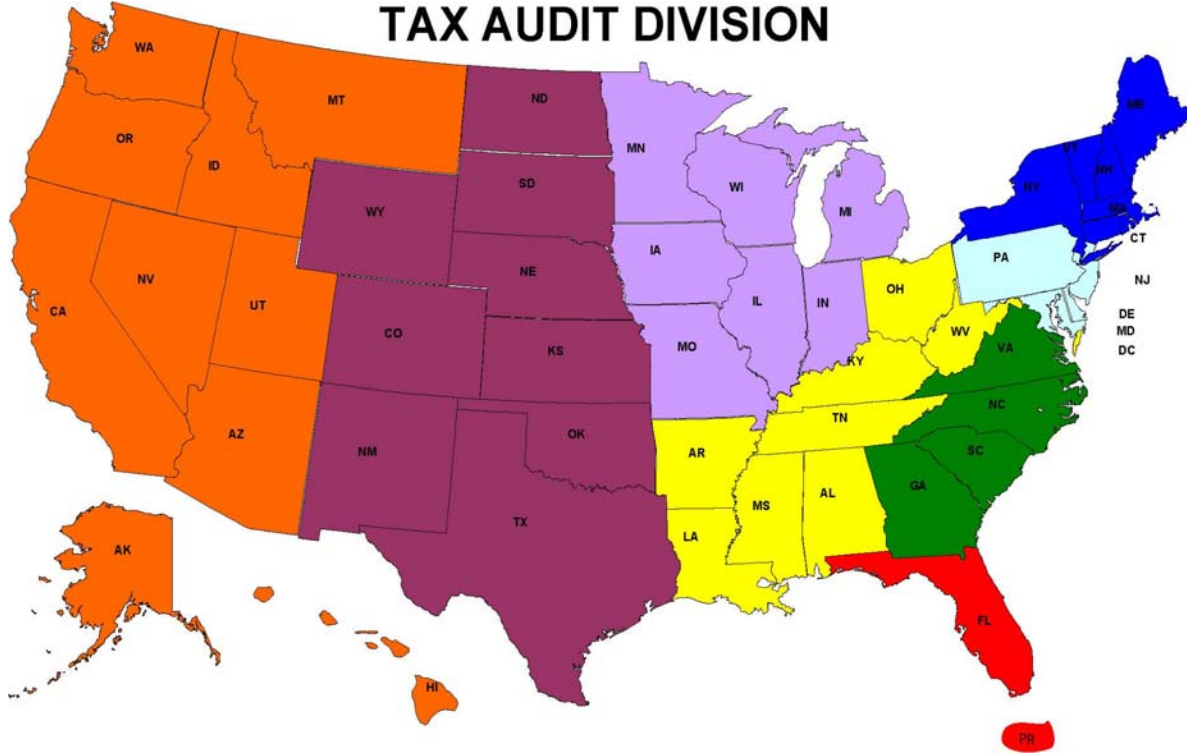 TAX AUDIT DIVISION
WA
MT
ND
MN
ME
OR
ID
SD
WI
VT
NH
NY
MA
WY
MI
CT
IA
PA
NE
NV
NJ
UT
IL
IN
OH
CA
DE
CO
MD
WV
KS
MO
VA
DC
KY
NC
TN
AZ
OK
NM
AR
SC
GA
MS
AL
TX
LA
AK
FL
HI
PR